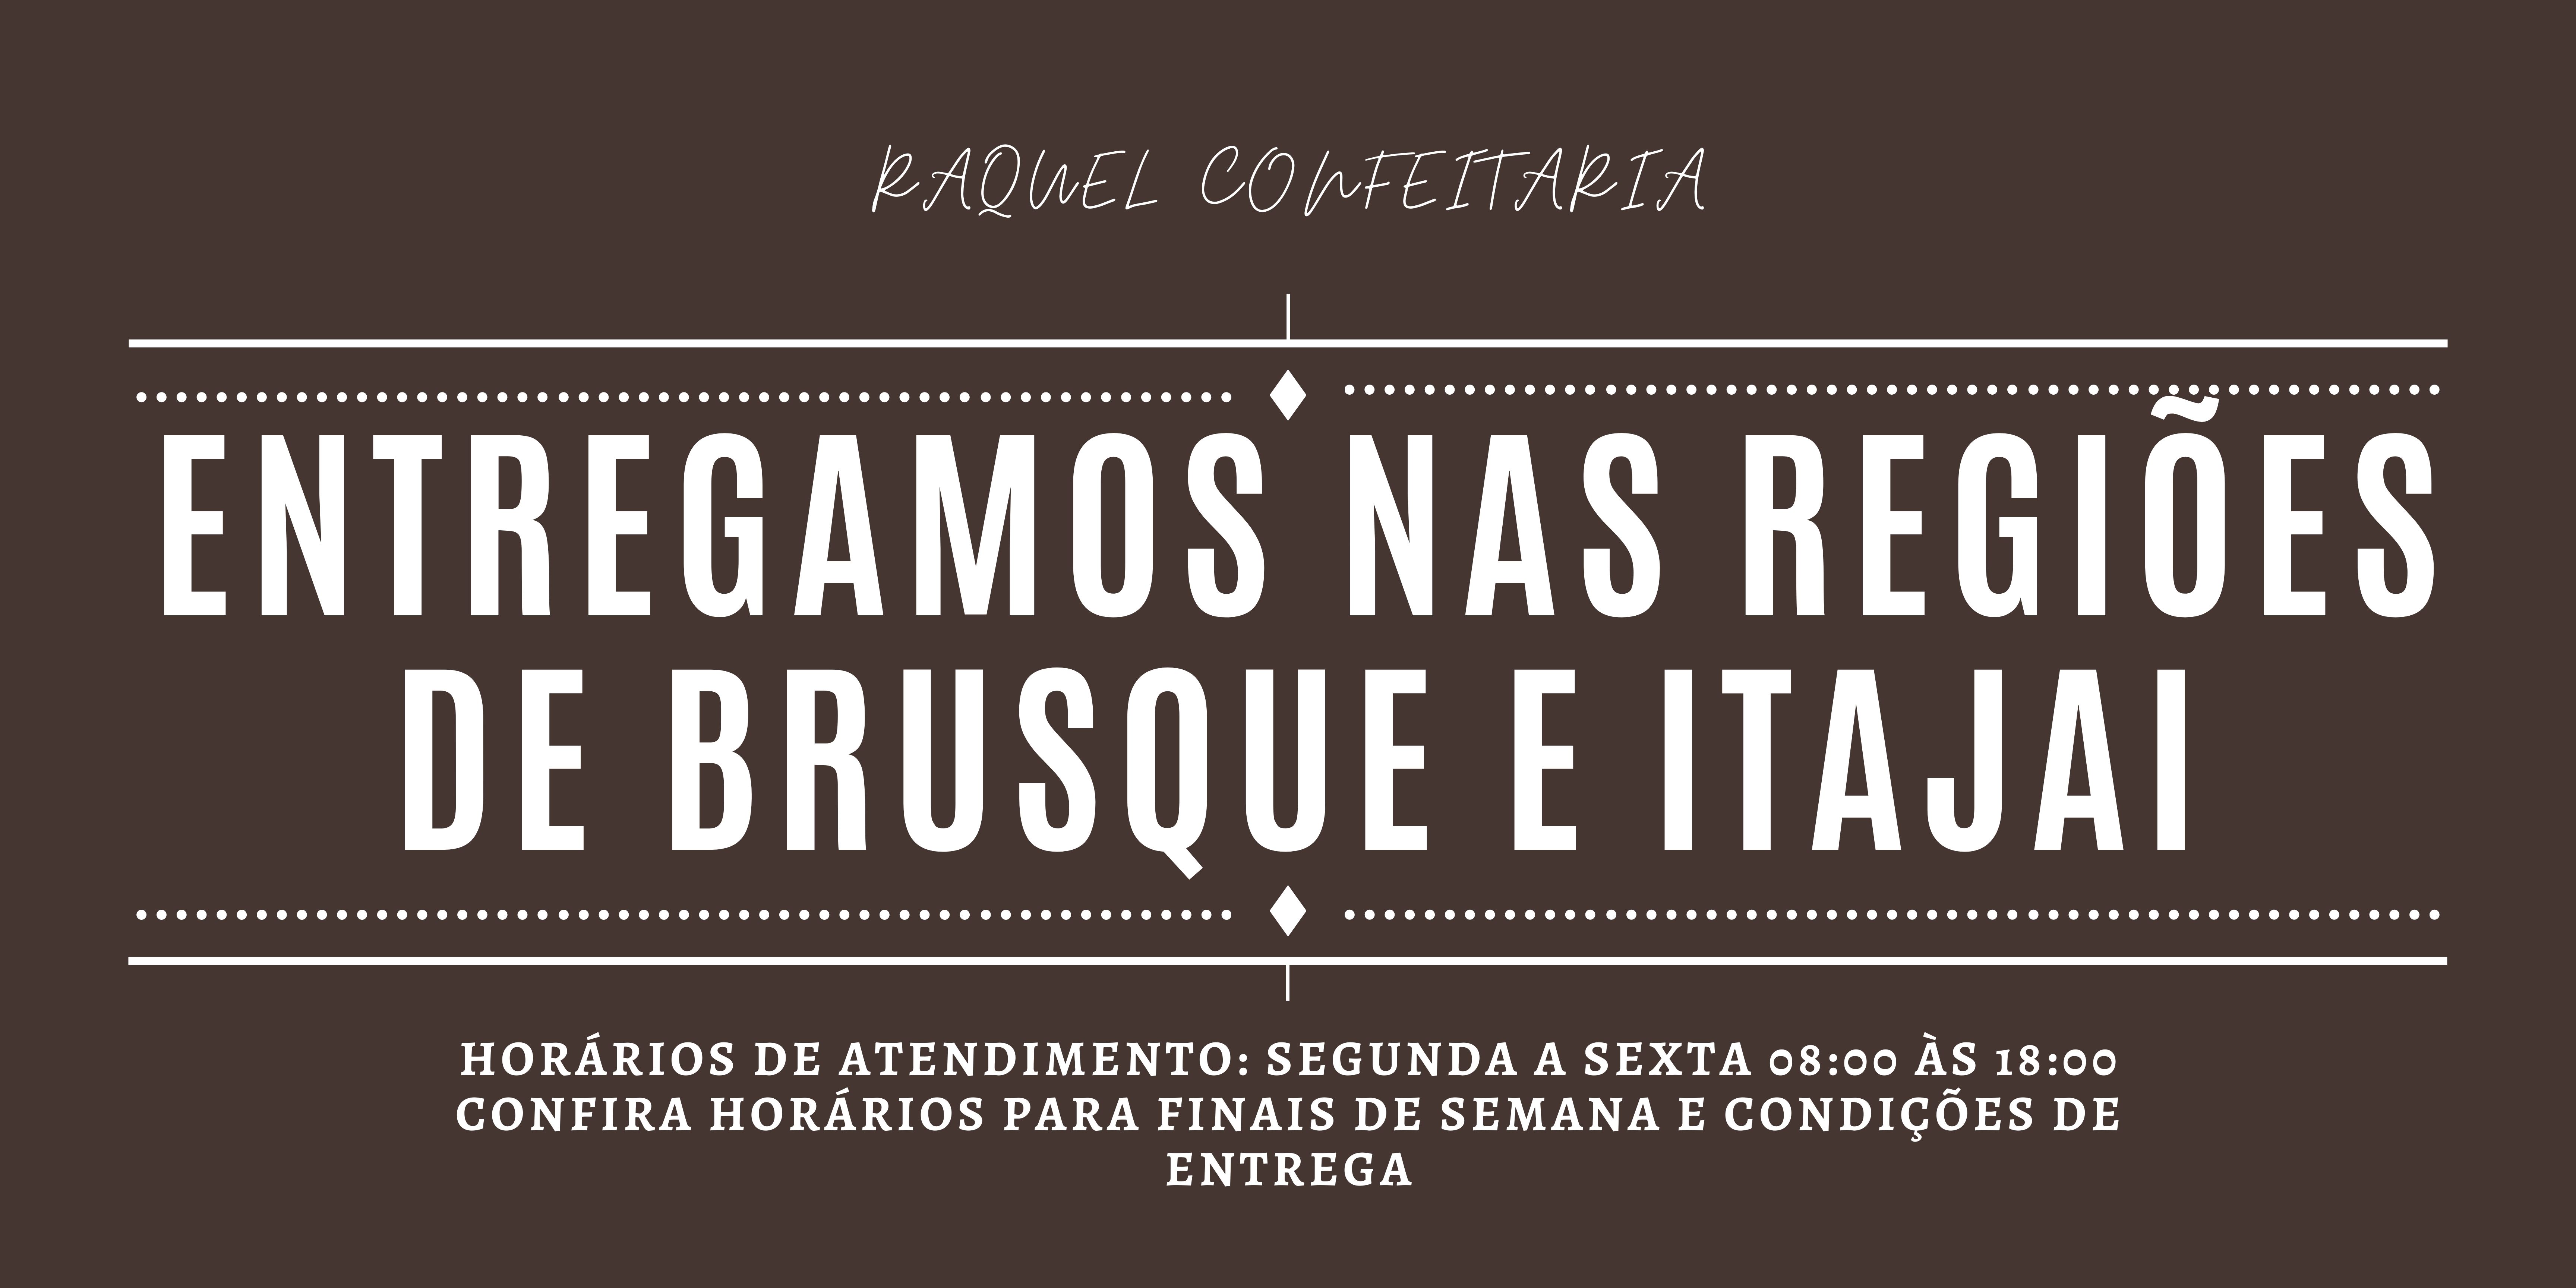 RAQUEL CONFEITARIA
ENTREGAMOS NAS REGIÕES
DE BRUSQUE E ITAJAI
HORÁRIOS DE ATENDIMENTO: SEGUNDA A SEXTA 08:00 ÀS 18:00
CONFIRA HORÁRIOS PARA FINAIS DE SEMANA E CONDIÇÕES DE
ENTREGA